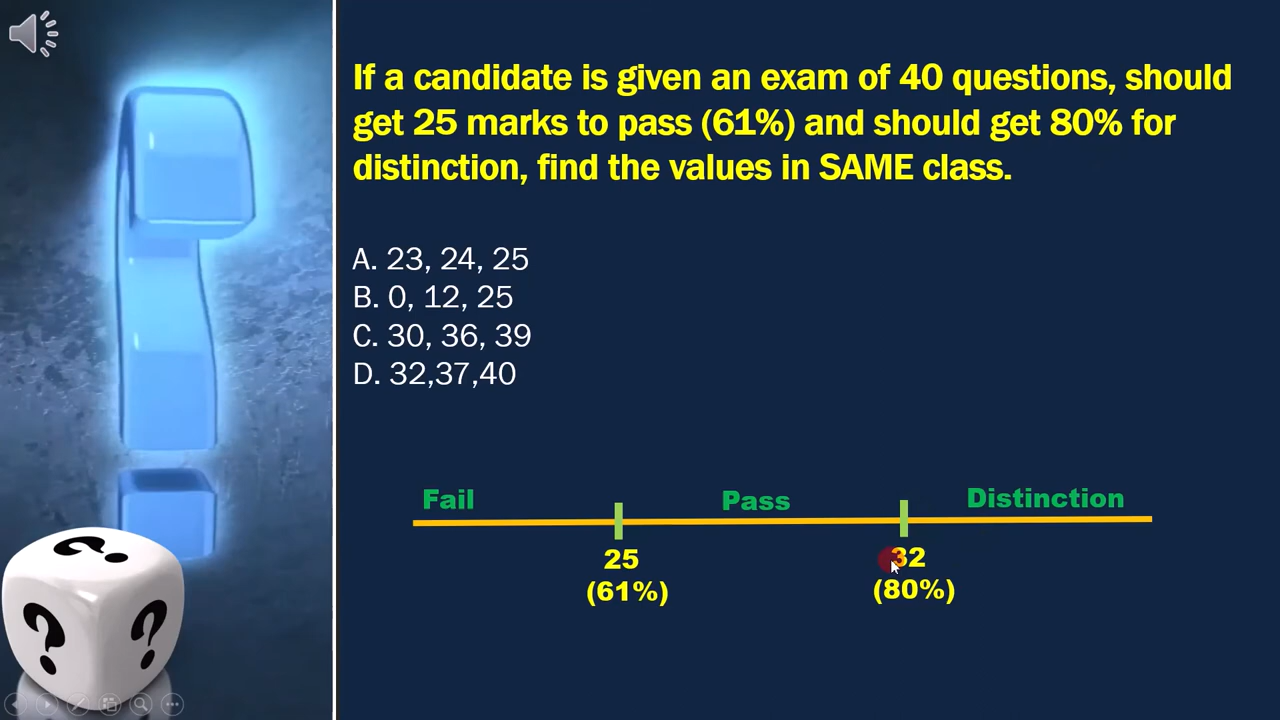 If a candidate is given an exam of 40 questions, should
get 25 marks to pass (61%) and should get 80% for
distinction, find the values in SAME class.
A. 23, 24, 25
B. 0, 12, 25
C. 30, 36, 39
D. 32,37,40
Fail Pass Distinction
25 32
(61%) (80%)
? ? ?